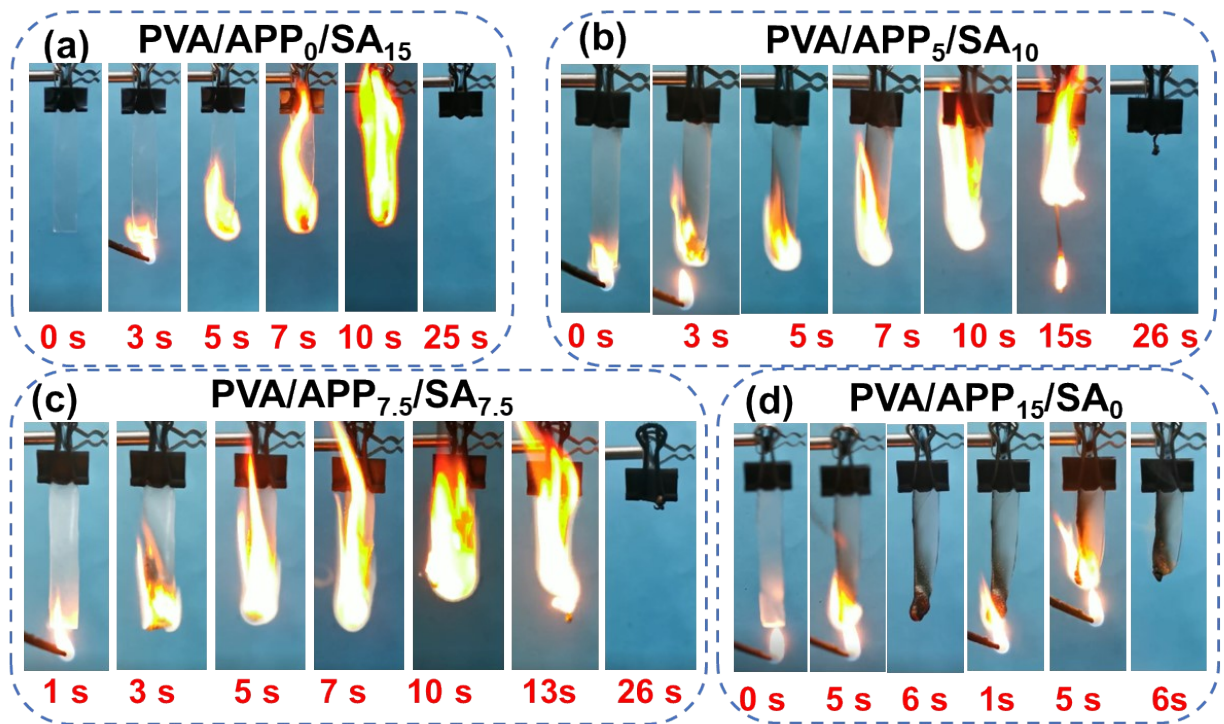 (a) PVA/APP₀/SA₁₅
0 s 3 s 5 s 7 s 10 s 25 s
(b) PVA/APP₅/SA₁₀
0 s 3 s 5 s 7 s 10 s 15s 26 s
(c) PVA/APP₇.₅/SA₇.₅
1 s 3 s 5 s 7 s 10 s 13s 26 s
(d) PVA/APP₁₅/SA₀
0 s 5 s 6 s 1s 5 s 6s